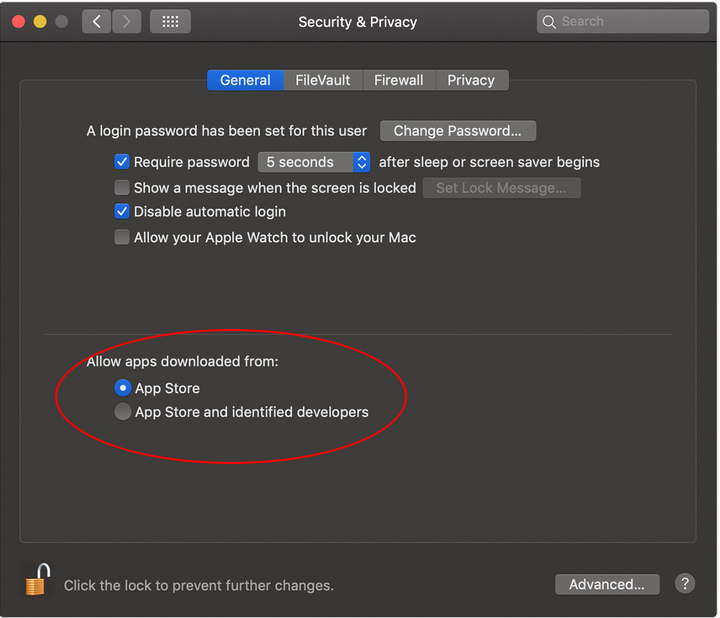 Security & Privacy
Search
General FileVault Firewall Privacy
A login password has been set for this user Change Password...
Require password 5 seconds after sleep or screen saver begins
Show a message when the screen is locked Set Lock Message...
Disable automatic login
Allow your Apple Watch to unlock your Mac
Allow apps downloaded from:
App Store
App Store and identified developers
Click the lock to prevent further changes. Advanced... ?